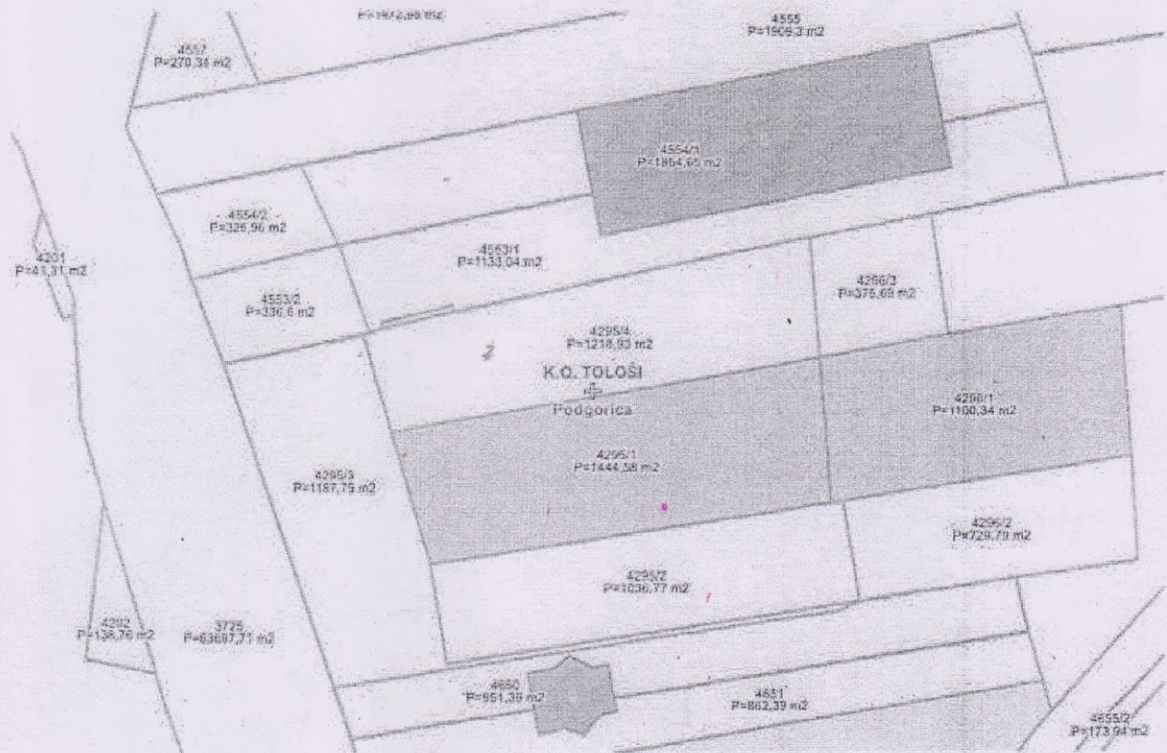 4555
P=1906,3 m2
4557
P=270,31 m2
4554/1
P=1864,65 m2
4554/2
P=325,96 m2
4201
P=41,31 m2
4553/1
P=1133,04 m2
4296/3
P=375,69 m2
4553/2
P=336,6 m2
4295/4
P=1218,93 m2
K.O. TOLOŠI
Podgorica
4296/1
P=1100,34 m2
4295/1
P=1444,58 m2
4295/3
P=1187,75 m2
4296/2
P=729,79 m2
4295/2
P=1036,77 m2
4202
P=138,76 m2
3725
P=63697,71 m2
4650
P=951,39 m2
4651
P=862,39 m2
4655/2
P=173,94 m2